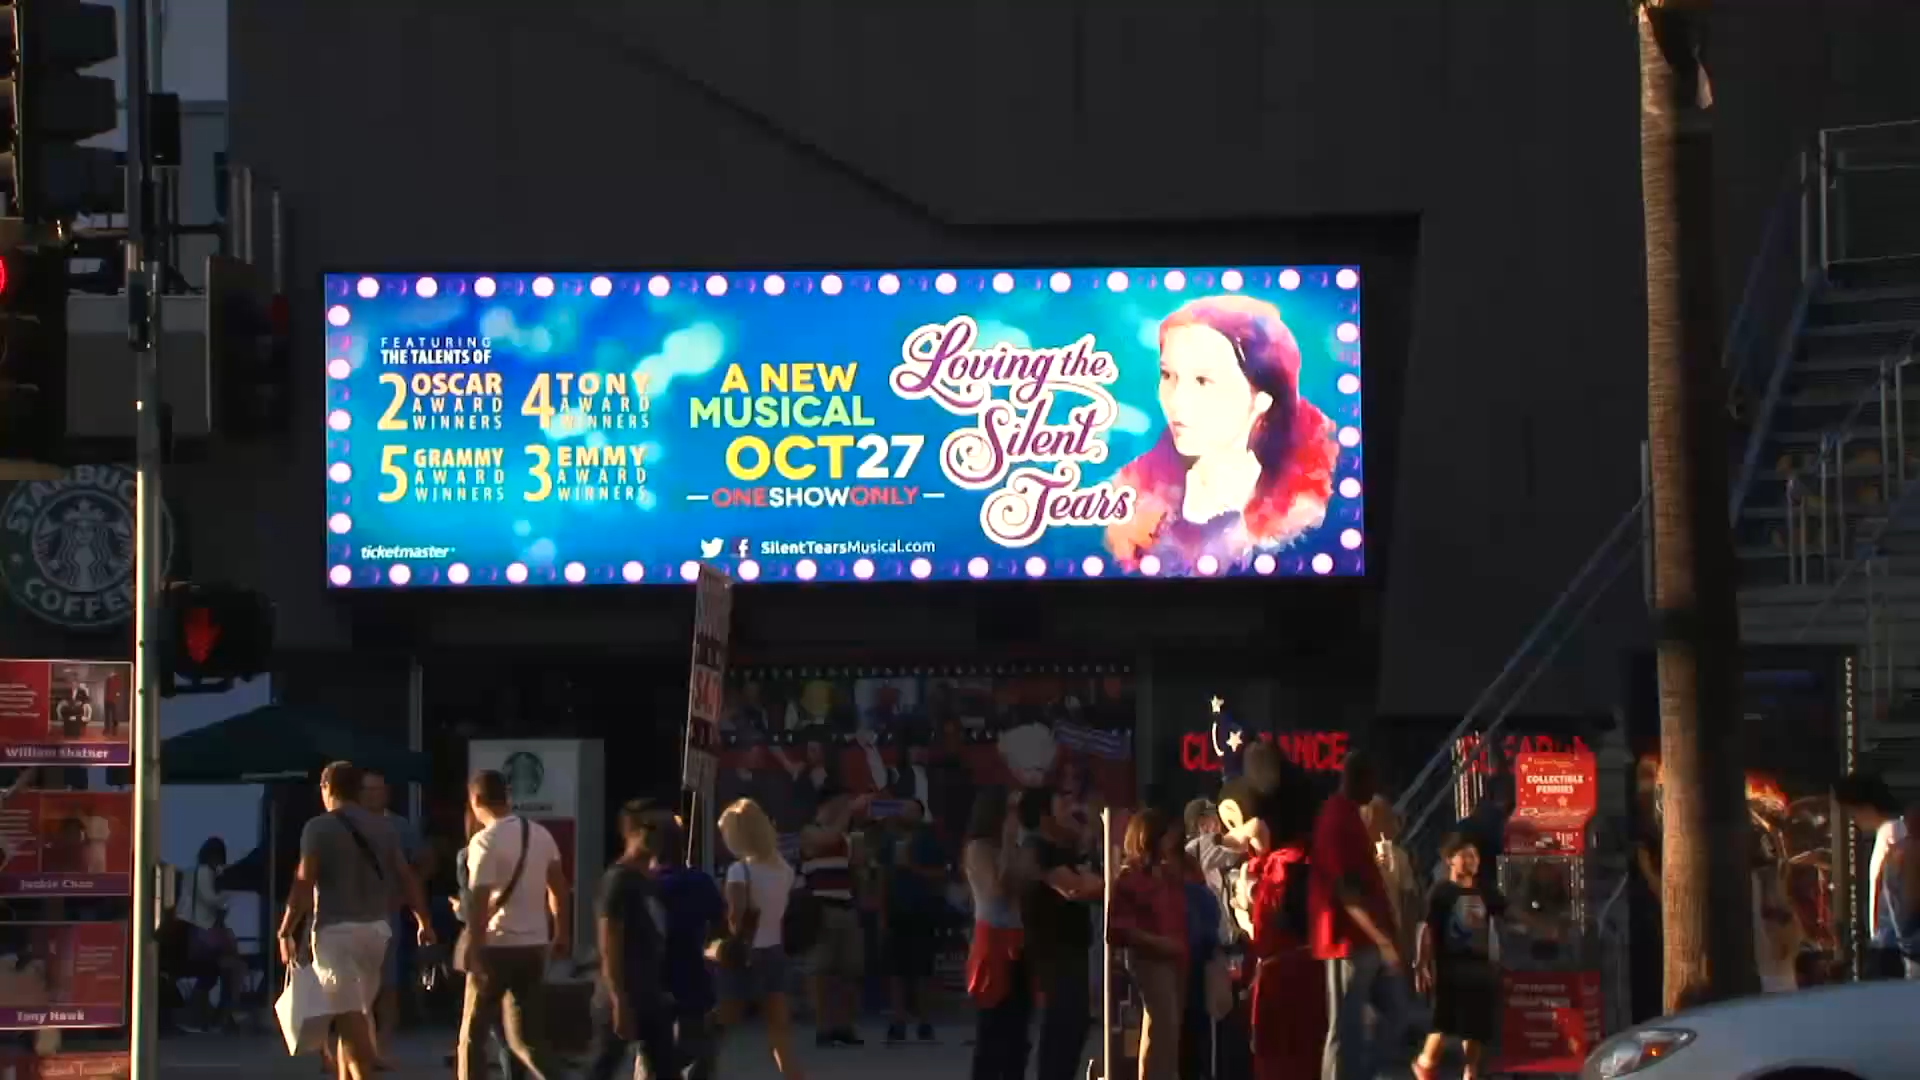 FEATURING
THE TALENTS OF
2 OSCAR AWARD WINNERS
4 TONY AWARD WINNERS
5 GRAMMY AWARD WINNERS
3 EMMY AWARD WINNERS
ticketmaster
A NEW
MUSICAL
OCT27
ONESHOWONLY
SilentTearsMusical.com
Loving the
Silent
Tears
STARBUC
COFFEE
William Shatner
Jackie Chan
Tony Hawk
COLLECTIBLE
PENNIES